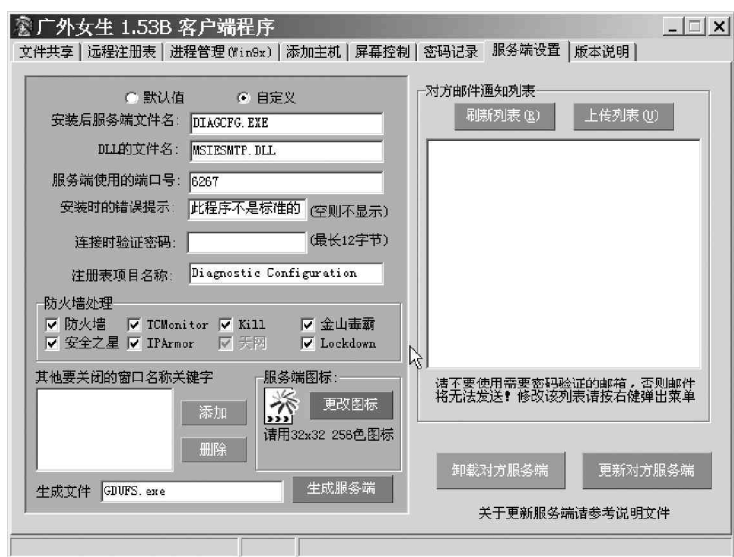 广外女生 1.53B 客户端程序
文件共享 远程注册表 进程管理(Win9x) 添加主机 屏幕控制 密码记录 服务端设置 版本说明
默认值 自定义
安装后服务端文件名: DIAGCFG.EXE
DLL的文件名: MSIESMTP.DLL
服务端使用的端口号: 6267
安装时的错误提示: 此程序不是标准的 (空则不显示)
连接时验证密码: (最长12字节)
注册表项目名称: Diagnostic Configuration
防火墙处理
防火墙 TCMonitor Kill 金山毒霸
安全之星 IPArmor 天网 Lockdown
其他要关闭的窗口名称关键字
添加
删除
服务端图标:
更改图标
请用32x32 256色图标
生成文件 GDUFS.exe 生成服务端
对方邮件通知列表
刷新列表(R) 上传列表(U)
请不要使用需要密码验证的邮箱，否则邮件
将无法发送! 修改该列表请按右健弹出菜单
卸载对方服务端 更新对方服务端
关于更新服务端请参考说明文件